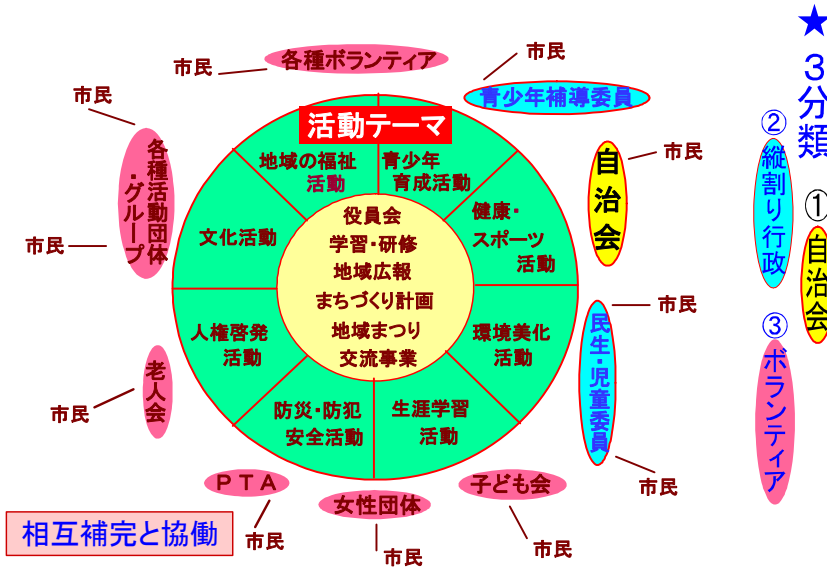 ★3分類
①自治会
②縦割り行政
③ボランティア
各種ボランティア
市民
市民
青少年補導委員
市民
活動テーマ
各種活動団体
・グループ
地域の福祉
活動
青少年
育成活動
自治会
市民
役員会
学習・研修
地域広報
まちづくり計画
地域まつり
交流事業
健康・
スポーツ
活動
文化活動
市民
人権啓発
活動
環境美化
活動
民生・児童委員
市民
老人会
市民
防災・防犯
安全活動
生涯学習
活動
PTA
女性団体
子ども会
市民
相互補完と協働
市民
市民
市民